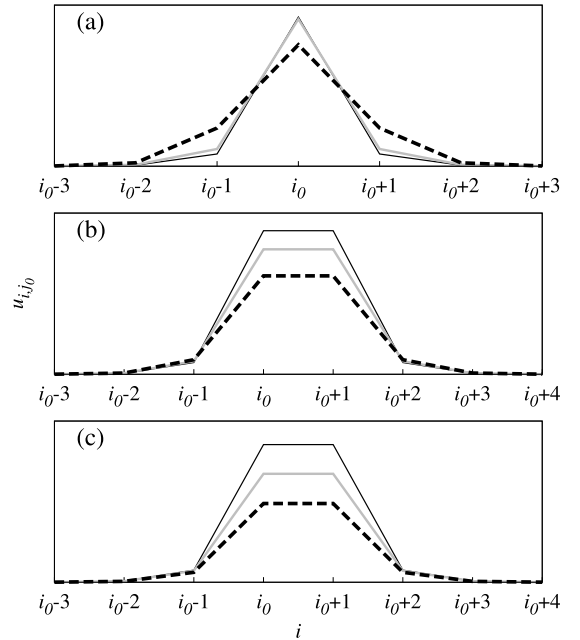 (a)
i₀-3 i₀-2 i₀-1 i₀ i₀+1 i₀+2 i₀+3
(b)
u_{i,j₀}
i₀-3 i₀-2 i₀-1 i₀ i₀+1 i₀+2 i₀+3 i₀+4
(c)
i₀-3 i₀-2 i₀-1 i₀ i₀+1 i₀+2 i₀+3 i₀+4
i